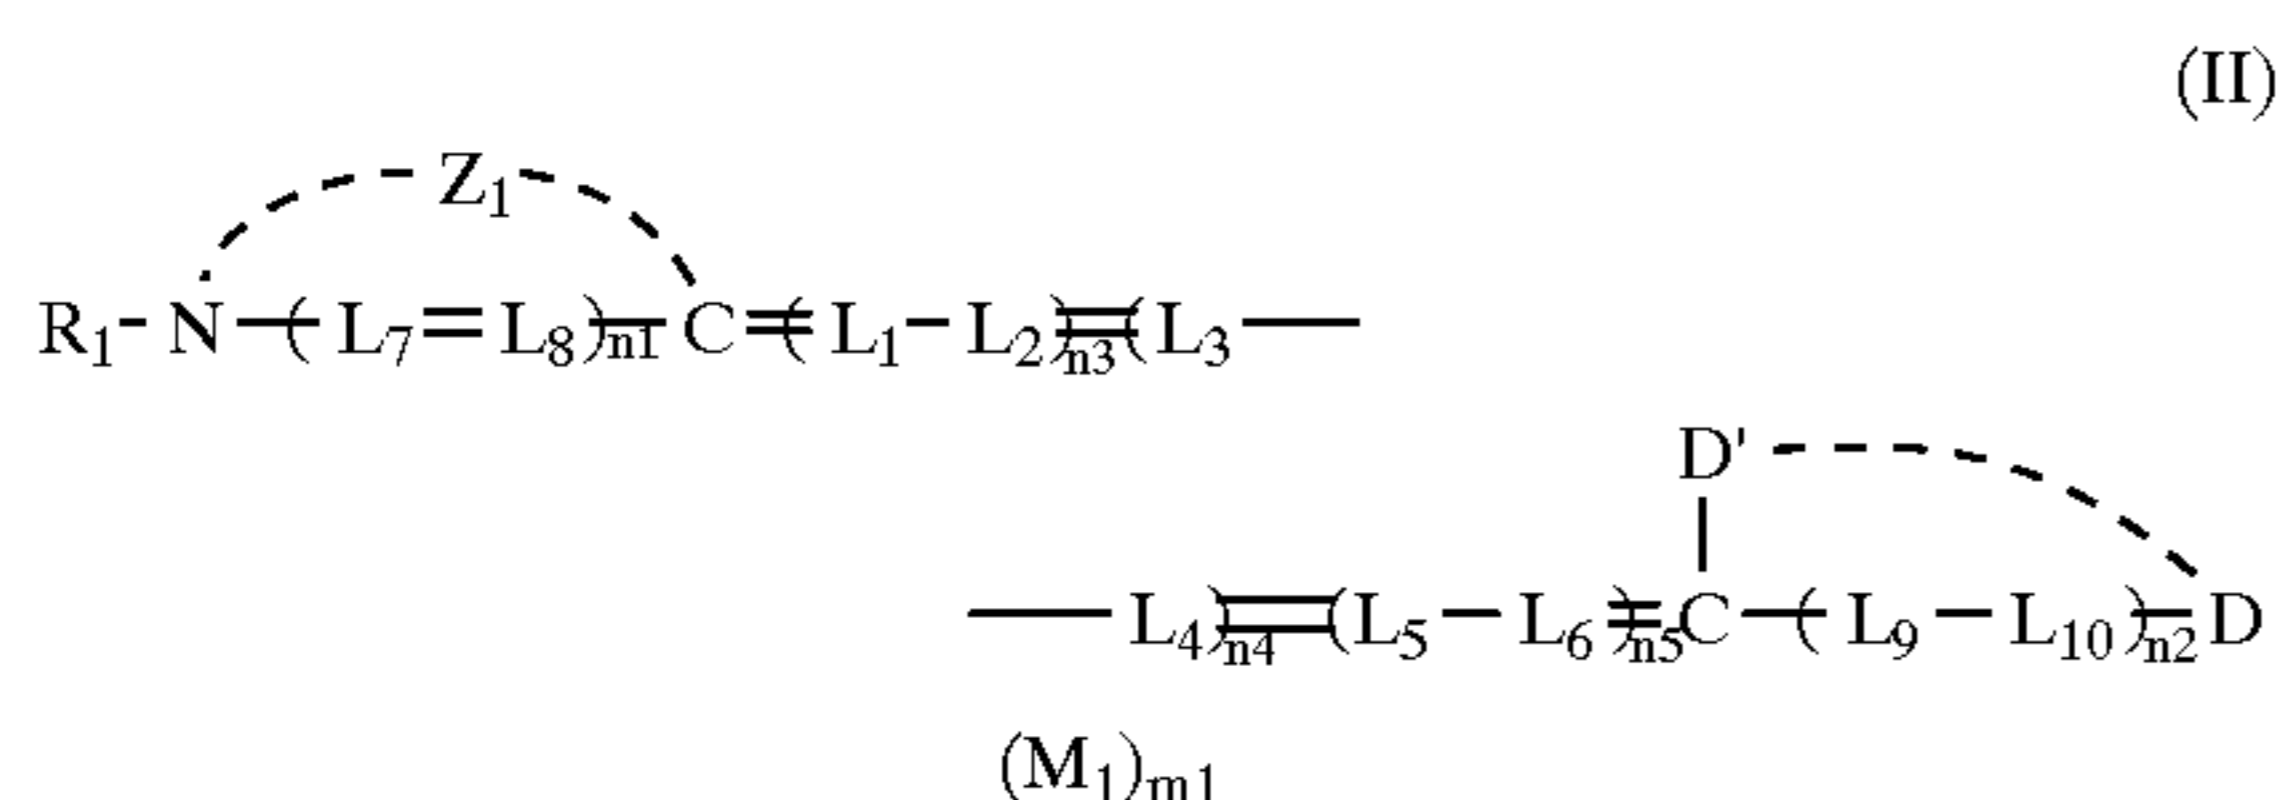 (II)
Z1
R1-N—(L7=L8)n1—C=(L1—L2)n3=(L3—
D'
—L4)n4=(L5—L6)n5=C—(L9—L10)n2—D
(M1)m1